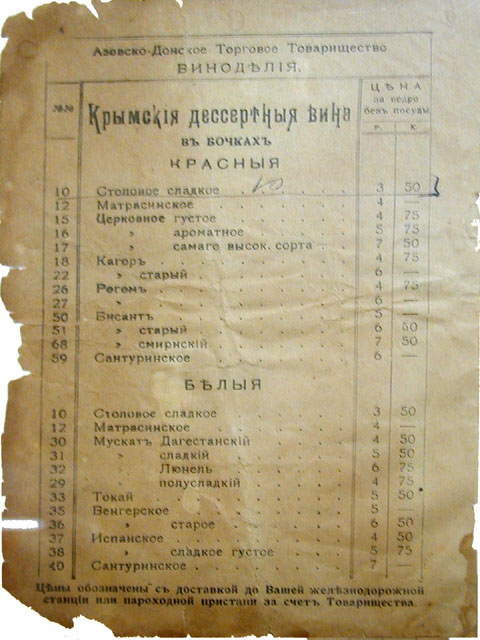 Азовско-Донское Торговое Товарищество
ВИНОДѢЛІЯ.
№№
Крымскія дессертныя вина
въ бочкахъ
ЦѢНА
за ведро
безъ посуды
Р. К.
КРАСНЫЯ
10 Столовое сладкое 3 50
12 Матрасинское 4 —
15 Церковное густое 4 75
16 » ароматное 5 75
17 » самаго высок. сорта 7 50
18 Кагоръ 4 75
22 » старый 6 —
26 Рогомъ 4 75
27 » 6 —
50 Бисантъ 5 —
51 » старый 6 50
68 » смирнскій 7 50
59 Сантуринское 6 —
БѢЛЫЯ
10 Столовое сладкое 3 50
12 Матрасинское 4 —
30 Мускатъ Дагестанскій 4 50
31 » сладкій 5 50
32 » Люнель 6 75
29 » полусладкій 4 75
33 Токай 5 50
35 Венгерское 5 —
36 » старое 6 50
37 Испанское 4 50
38 » сладкое густое 5 75
40 Сантуринское 7 —
Цѣны обозначены съ доставкой до Вашей желѣзнодорожной
станціи или пароходной пристани за счетъ Товарищества.